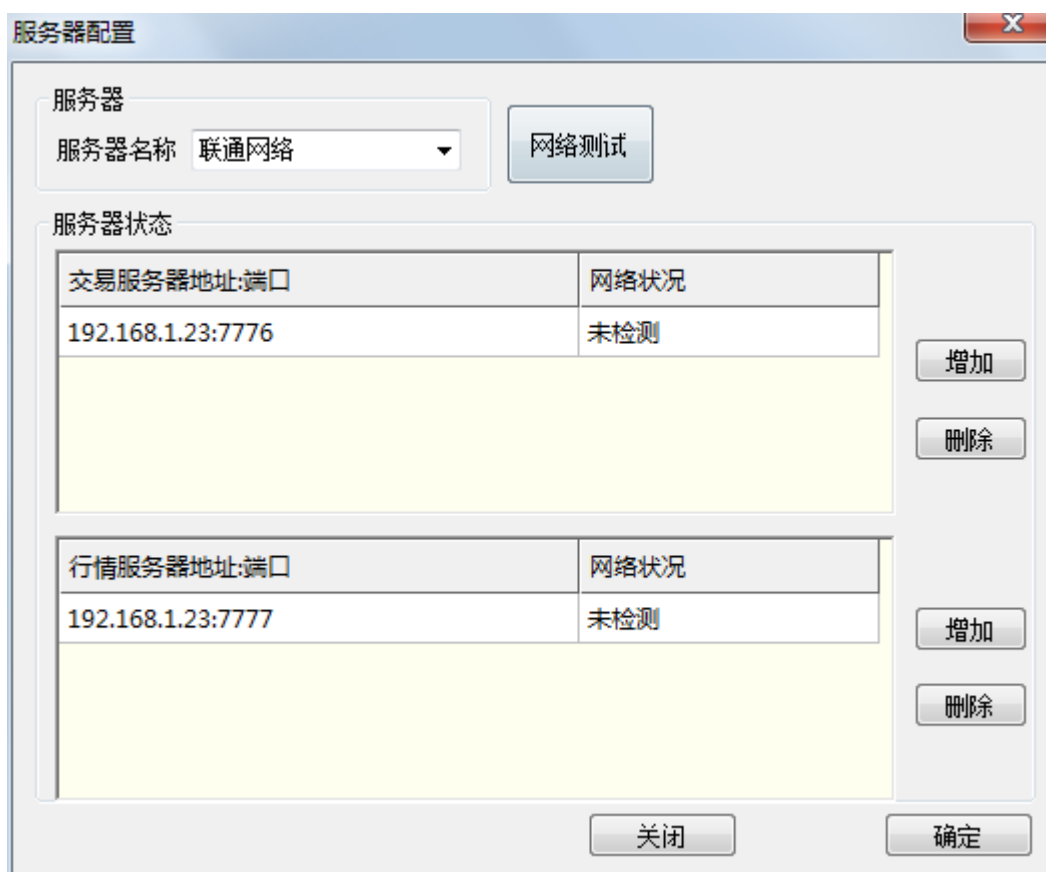 服务器配置
服务器
服务器名称 联通网络
网络测试
服务器状态
交易服务器地址:端口 网络状况
192.168.1.23:7776 未检测
增加
删除
行情服务器地址:端口 网络状况
192.168.1.23:7777 未检测
增加
删除
关闭 确定